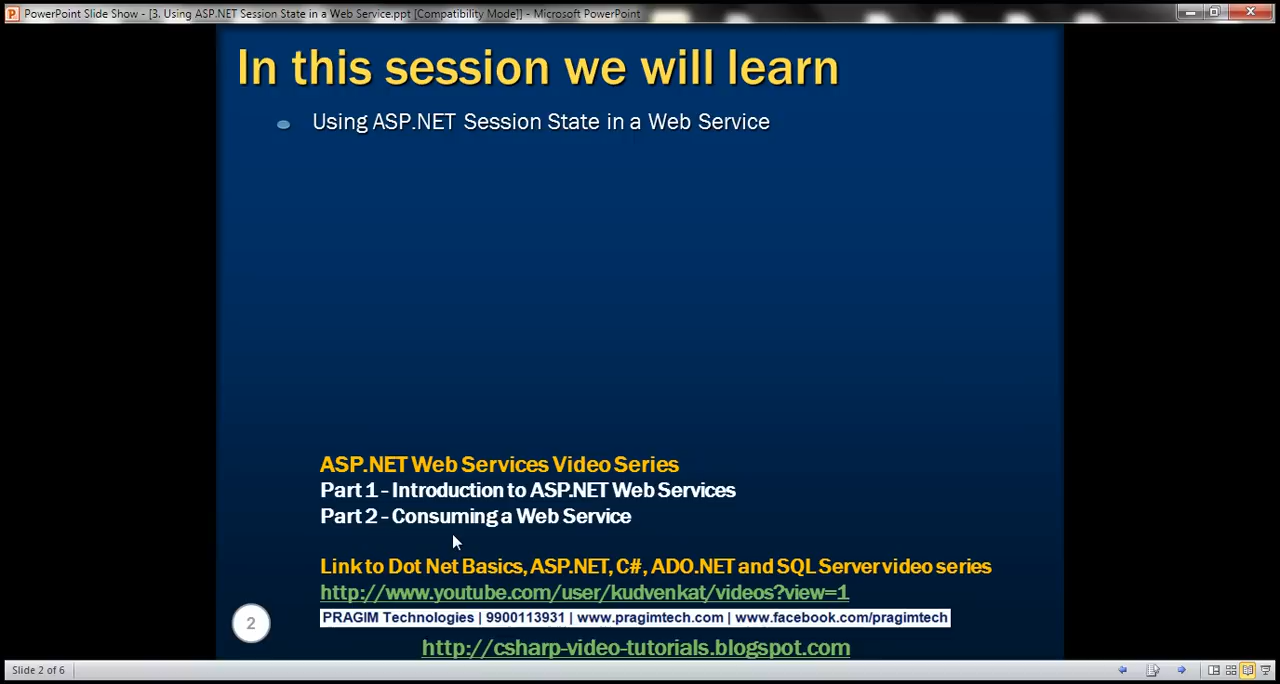 PowerPoint Slide Show - [3. Using ASP.NET Session State in a Web Service.ppt [Compatibility Mode]] - Microsoft PowerPoint
In this session we will learn
Using ASP.NET Session State in a Web Service
ASP.NET Web Services Video Series
Part 1 - Introduction to ASP.NET Web Services
Part 2 - Consuming a Web Service
Link to Dot Net Basics, ASP.NET, C#, ADO.NET and SQL Server video series
http://www.youtube.com/user/kudvenkat/videos?view=1
2
PRAGIM Technologies | 9900113931 | www.pragimtech.com | www.facebook.com/pragimtech
http://csharp-video-tutorials.blogspot.com
Slide 2 of 6